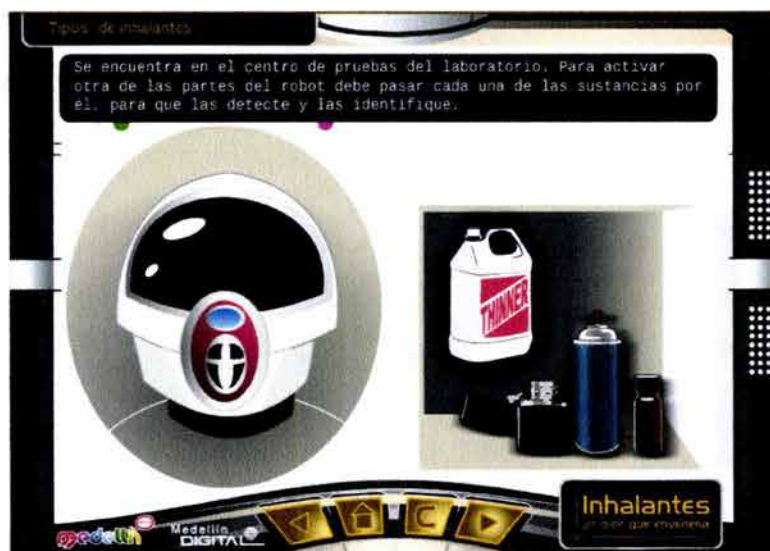 Tipos de inhalantes
Se encuentra en el centro de pruebas del laboratorio. Para activar
otra de las partes del robot debe pasar cada una de las sustancias por
él, para que las detecte y las identifique.
THINNER
medellín
Medellín
DIGITAL
Inhalantes
que envenena